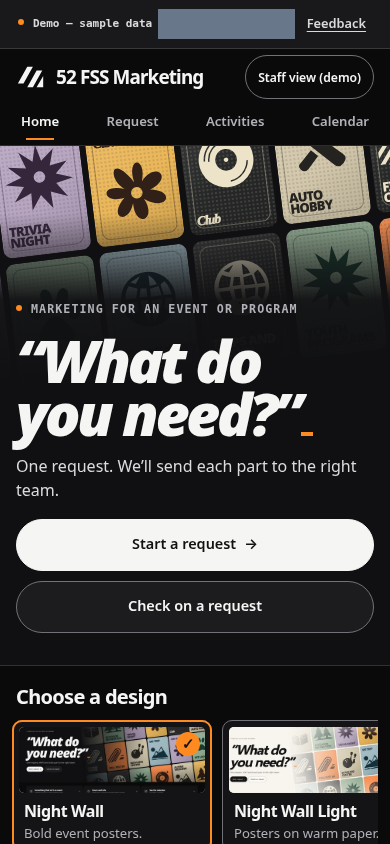 Demo — sample data
Feedback
52 FSS Marketing
Staff view (demo)
Home
Request
Activities
Calendar
TRIVIA
NIGHT
Club
AUTO
HOBBY
MARKETING FOR AN EVENT OR PROGRAM
“What do
you need?”
One request. We’ll send each part to the right
team.
Start a request →
Check on a request
Choose a design
“What do
you need?”
“What do
you need?”
Night Wall
Night Wall Light
Bold event posters.
Posters on warm paper.